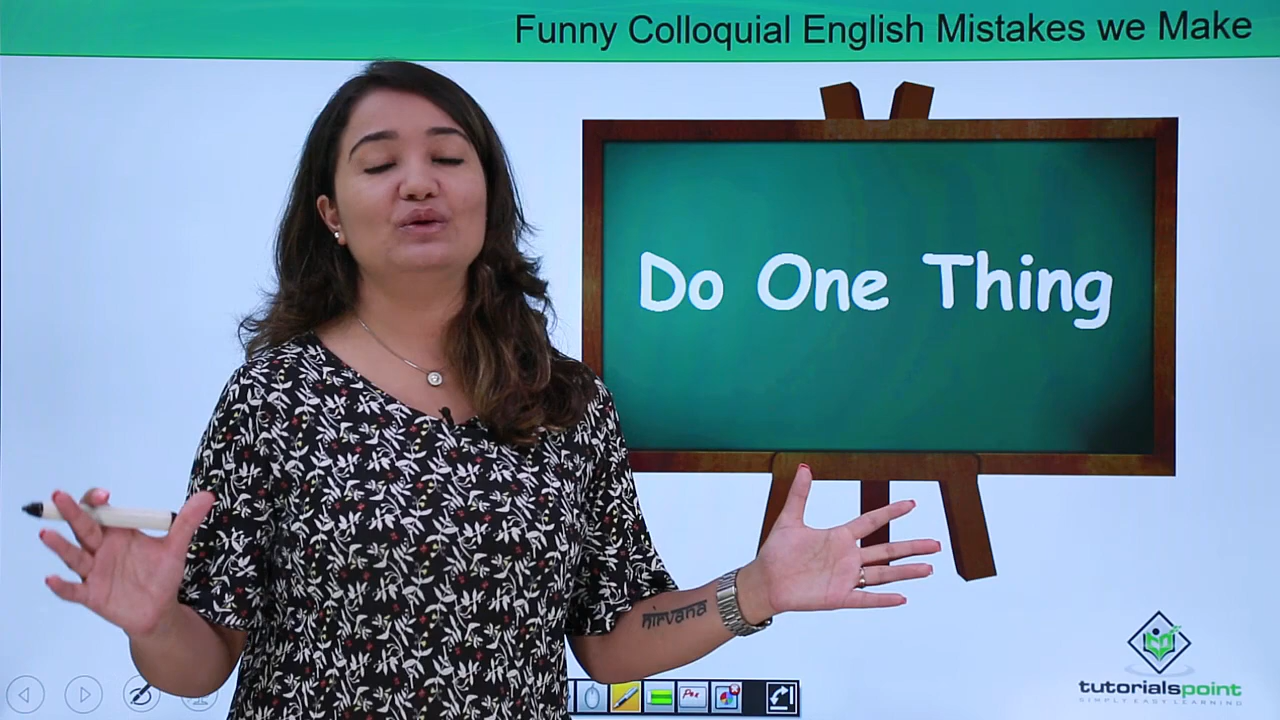 Funny Colloquial English Mistakes we Make
Do One Thing
nirvana
tutorialspoint
SIMPLY EASY LEARNING